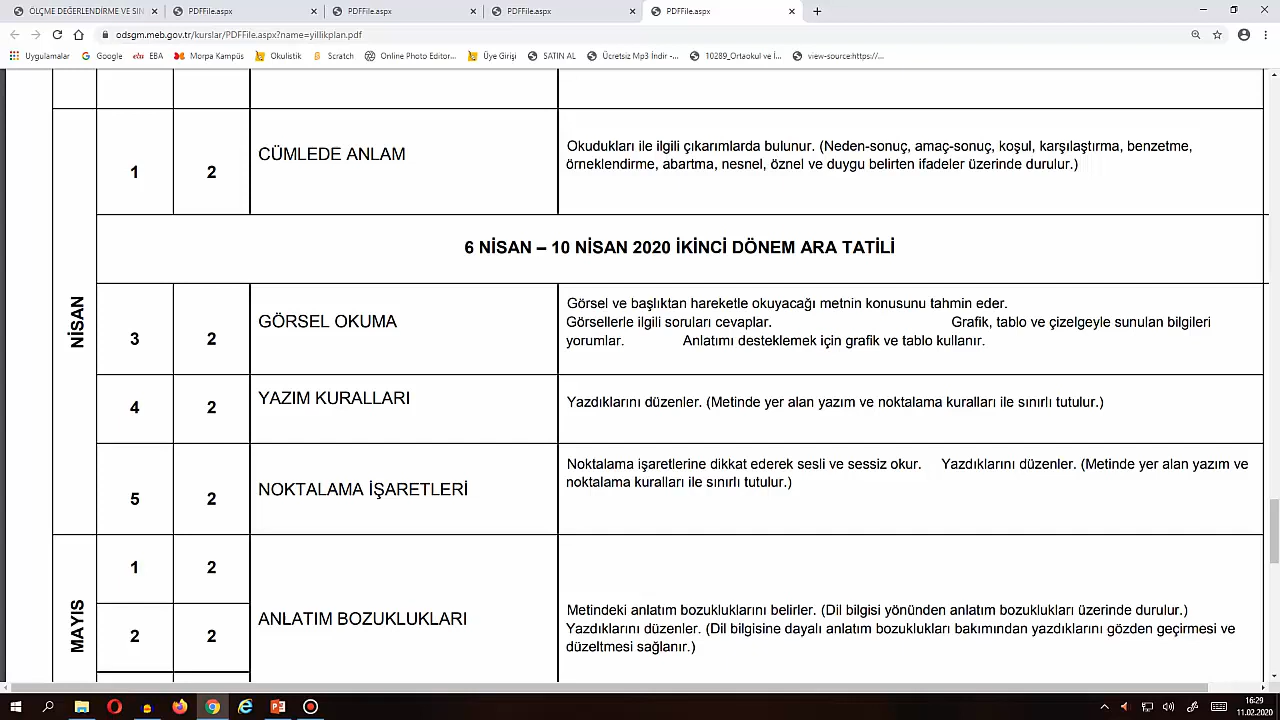 ÖLÇME DEĞERLENDİRME VE SIN
PDFFile.aspx
PDFFile.aspx
PDFFile.aspx
PDFFile.aspx
odsgm.meb.gov.tr/kurslar/PDFFile.aspx?name=yillikplan.pdf
Uygulamalar Google EBA Morpa Kampüs Okulistik Scratch Online Photo Editor... Üye Girişi SATIN AL Ücretsiz Mp3 İndir -... 10289_Ortaokul ve İ... view-source:https://...
NİSAN
1 2 CÜMLEDE ANLAM
Okudukları ile ilgili çıkarımlarda bulunur. (Neden-sonuç, amaç-sonuç, koşul, karşılaştırma, benzetme,
örneklendirme, abartma, nesnel, öznel ve duygu belirten ifadeler üzerinde durulur.)
6 NİSAN – 10 NİSAN 2020 İKİNCİ DÖNEM ARA TATİLİ
3 2 GÖRSEL OKUMA
Görsel ve başlıktan hareketle okuyacağı metnin konusunu tahmin eder.
Görsellerle ilgili soruları cevaplar. Grafik, tablo ve çizelgeyle sunulan bilgileri
yorumlar. Anlatımı desteklemek için grafik ve tablo kullanır.
4 2 YAZIM KURALLARI
Yazdıklarını düzenler. (Metinde yer alan yazım ve noktalama kuralları ile sınırlı tutulur.)
5 2 NOKTALAMA İŞARETLERİ
Noktalama işaretlerine dikkat ederek sesli ve sessiz okur. Yazdıklarını düzenler. (Metinde yer alan yazım ve
noktalama kuralları ile sınırlı tutulur.)
MAYIS
1 2
2 2
ANLATIM BOZUKLUKLARI
Metindeki anlatım bozukluklarını belirler. (Dil bilgisi yönünden anlatım bozuklukları üzerinde durulur.)
Yazdıklarını düzenler. (Dil bilgisine dayalı anlatım bozuklukları bakımından yazdıklarını gözden geçirmesi ve
düzeltmesi sağlanır.)
16:29
11.02.2020